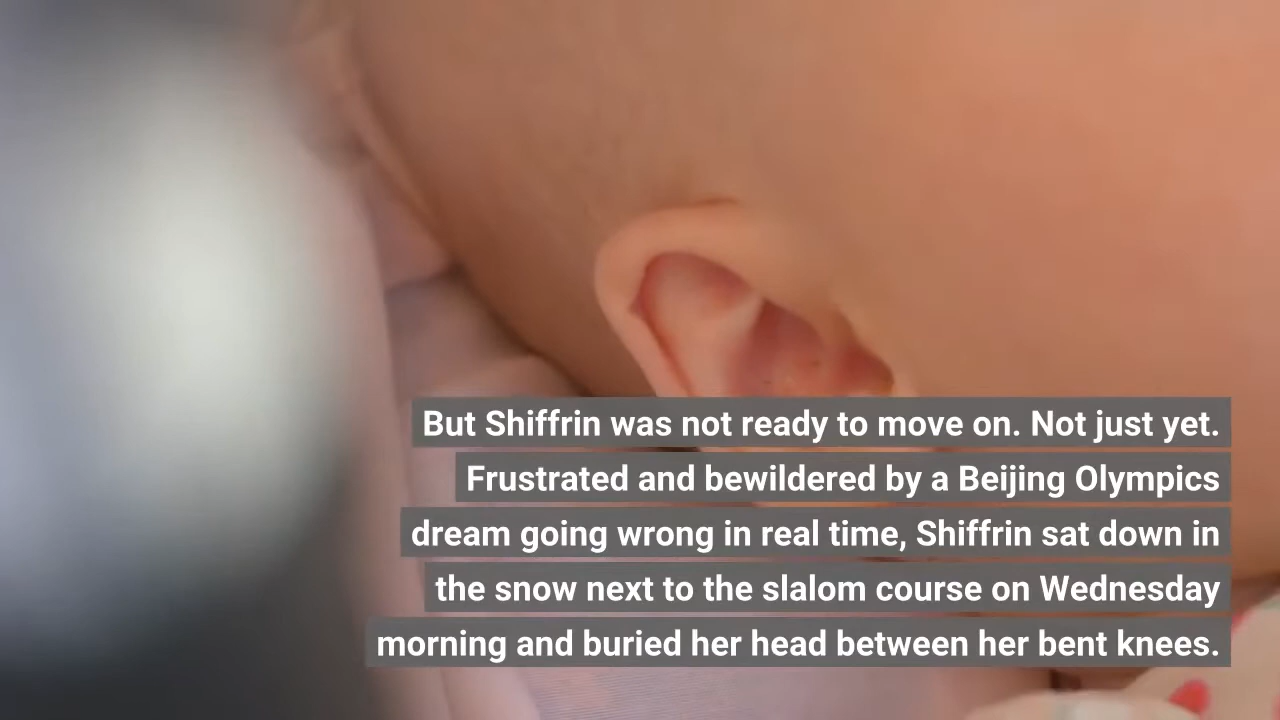 But Shiffrin was not ready to move on. Not just yet.
Frustrated and bewildered by a Beijing Olympics
dream going wrong in real time, Shiffrin sat down in
the snow next to the slalom course on Wednesday
morning and buried her head between her bent knees.